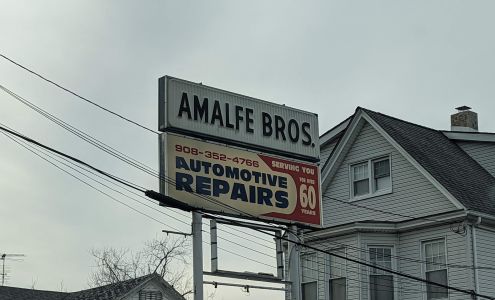 AMALFE BROS.
908-352-4766
AUTOMOTIVE
REPAIRS
SERVING YOU
FOR OVER
60
YEARS